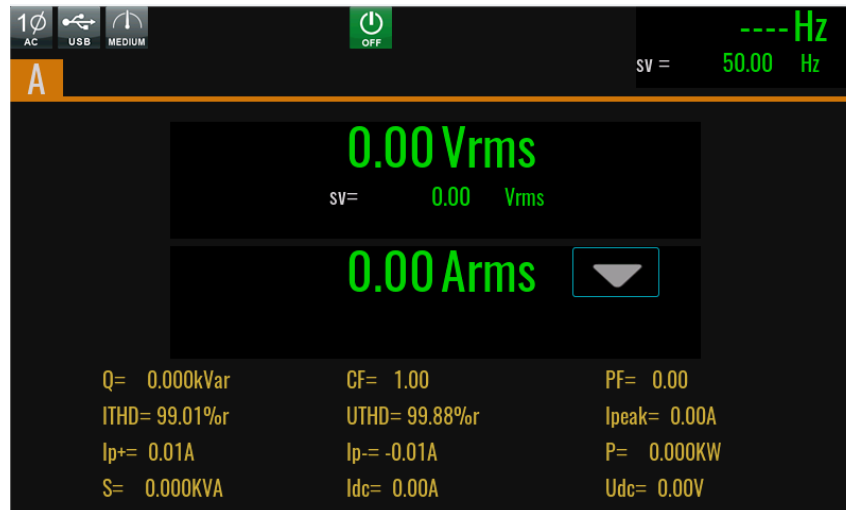 1Ø AC USB MEDIUM OFF ---- Hz
sv = 50.00 Hz
A
0.00 Vrms
sv= 0.00 Vrms
0.00 Arms
Q= 0.000kVar CF= 1.00 PF= 0.00
ITHD= 99.01%r UTHD= 99.88%r Ipeak= 0.00A
Ip+= 0.01A Ip-= -0.01A P= 0.000KW
S= 0.000KVA Idc= 0.00A Udc= 0.00V